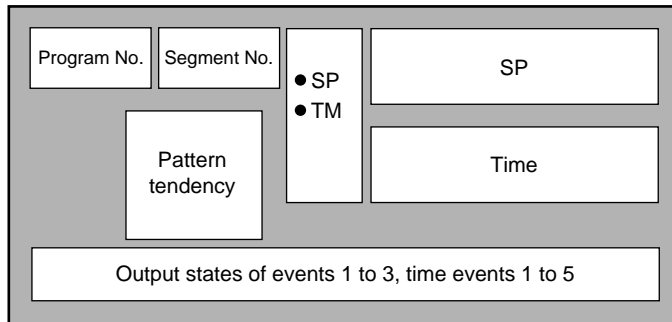 Program No.
Segment No.
● SP
● TM
SP
Time
Pattern
tendency
Output states of events 1 to 3, time events 1 to 5